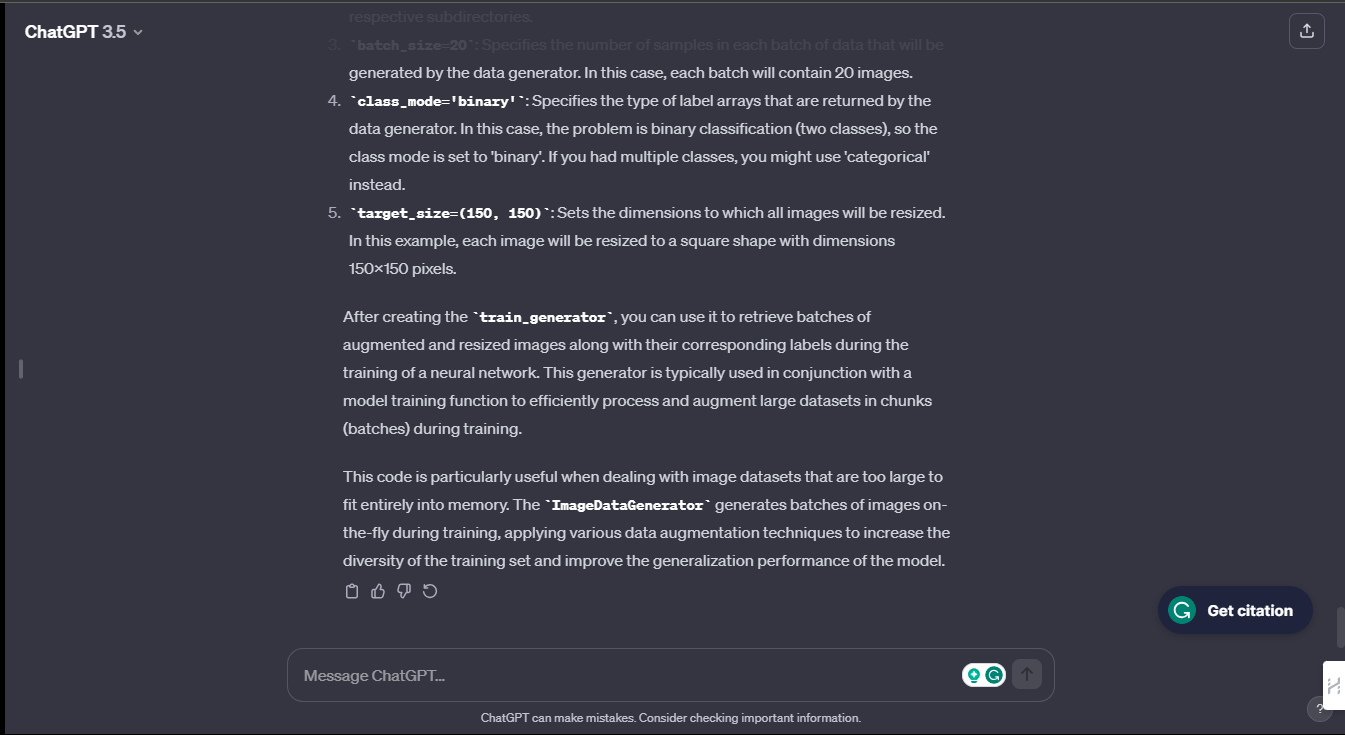 respective subdirectories.
ChatGPT 3.5
3. `batch_size=20`: Specifies the number of samples in each batch of data that will be
generated by the data generator. In this case, each batch will contain 20 images.
4. `class_mode='binary'`: Specifies the type of label arrays that are returned by the
data generator. In this case, the problem is binary classification (two classes), so the
class mode is set to 'binary'. If you had multiple classes, you might use 'categorical'
instead.
5. `target_size=(150, 150)`: Sets the dimensions to which all images will be resized.
In this example, each image will be resized to a square shape with dimensions
150×150 pixels.
After creating the `train_generator`, you can use it to retrieve batches of
augmented and resized images along with their corresponding labels during the
training of a neural network. This generator is typically used in conjunction with a
model training function to efficiently process and augment large datasets in chunks
(batches) during training.
This code is particularly useful when dealing with image datasets that are too large to
fit entirely into memory. The `ImageDataGenerator` generates batches of images on-
the-fly during training, applying various data augmentation techniques to increase the
diversity of the training set and improve the generalization performance of the model.
Get citation
Message ChatGPT...
ChatGPT can make mistakes. Consider checking important information.
?